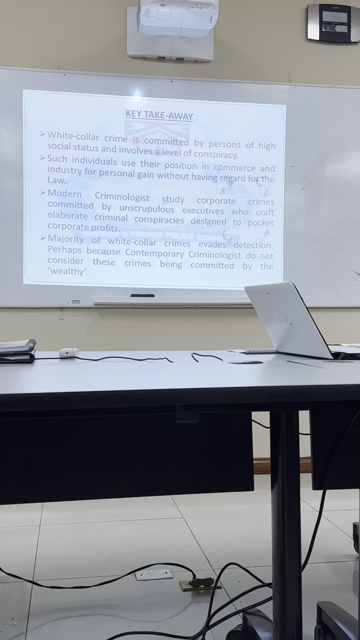 KEY TAKE-AWAY
➢White-collar crime is committed by persons of high
social status and involves a level of conspiracy.
➢Such individuals use their position in commerce and
industry for personal gain without having regard for the
Law.
➢Modern Criminologist study corporate crimes
committed by unscrupulous executives who craft
elaborate criminal conspiracies designed to pocket
corporate profits.
➢Majority of white-collar crimes evades detection.
Perhaps because Contemporary Criminologist do not
consider these crimes being committed by the
'wealthy'.